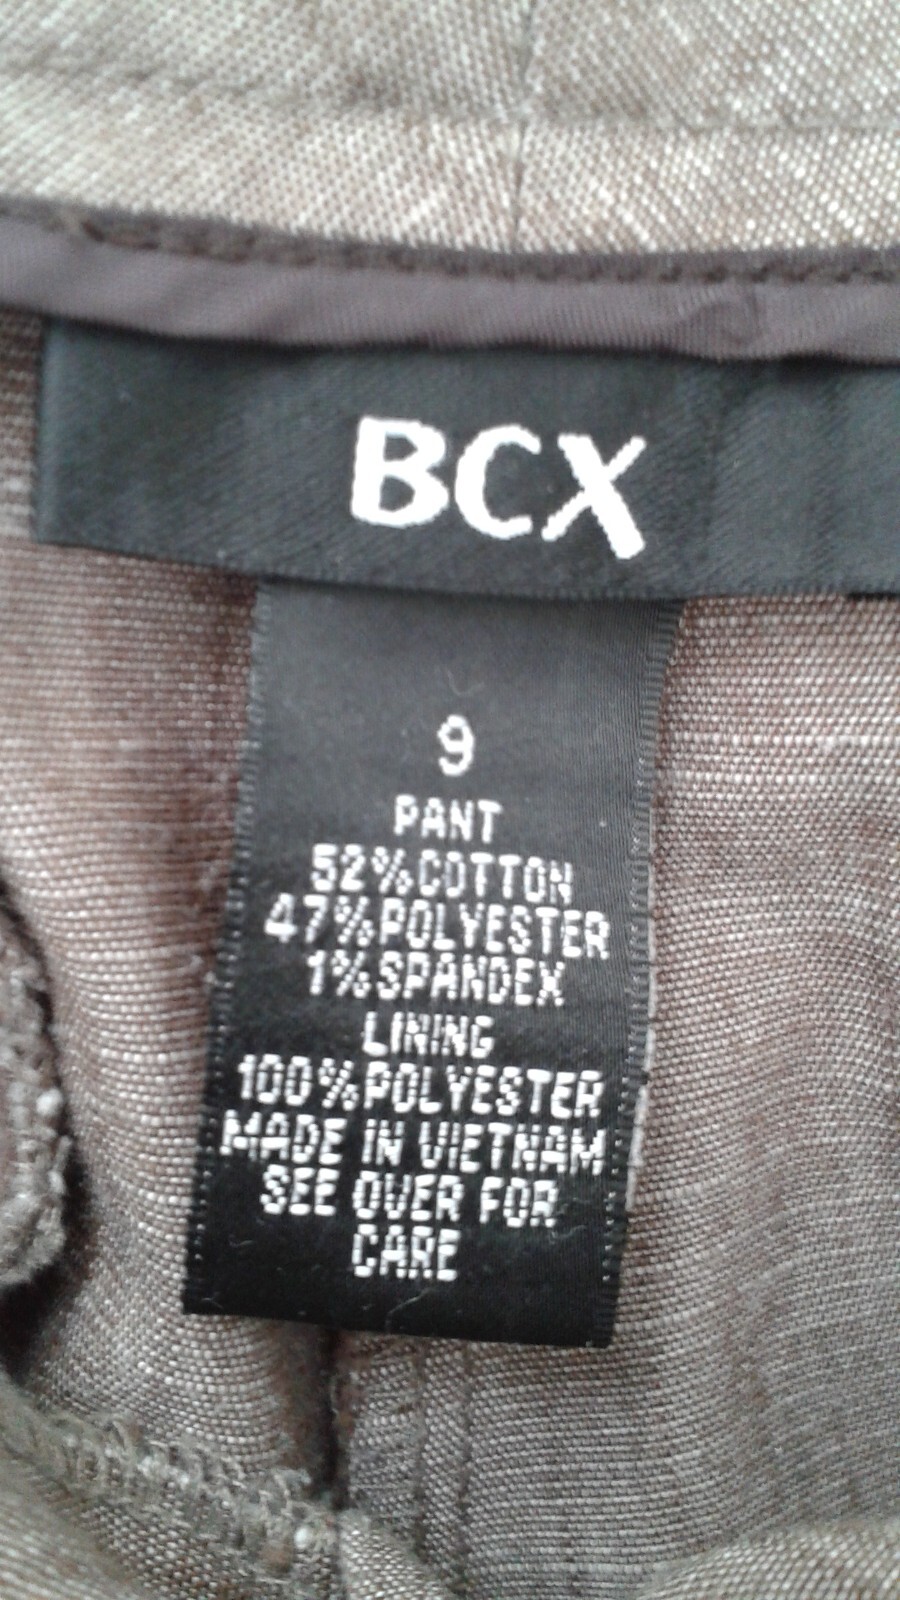 BCX
9
PANT
52%COTTON
47%POLYESTER
1%SPANDEX
LINING
100%POLYESTER
MADE IN VIETNAM
SEE OVER FOR
CARE